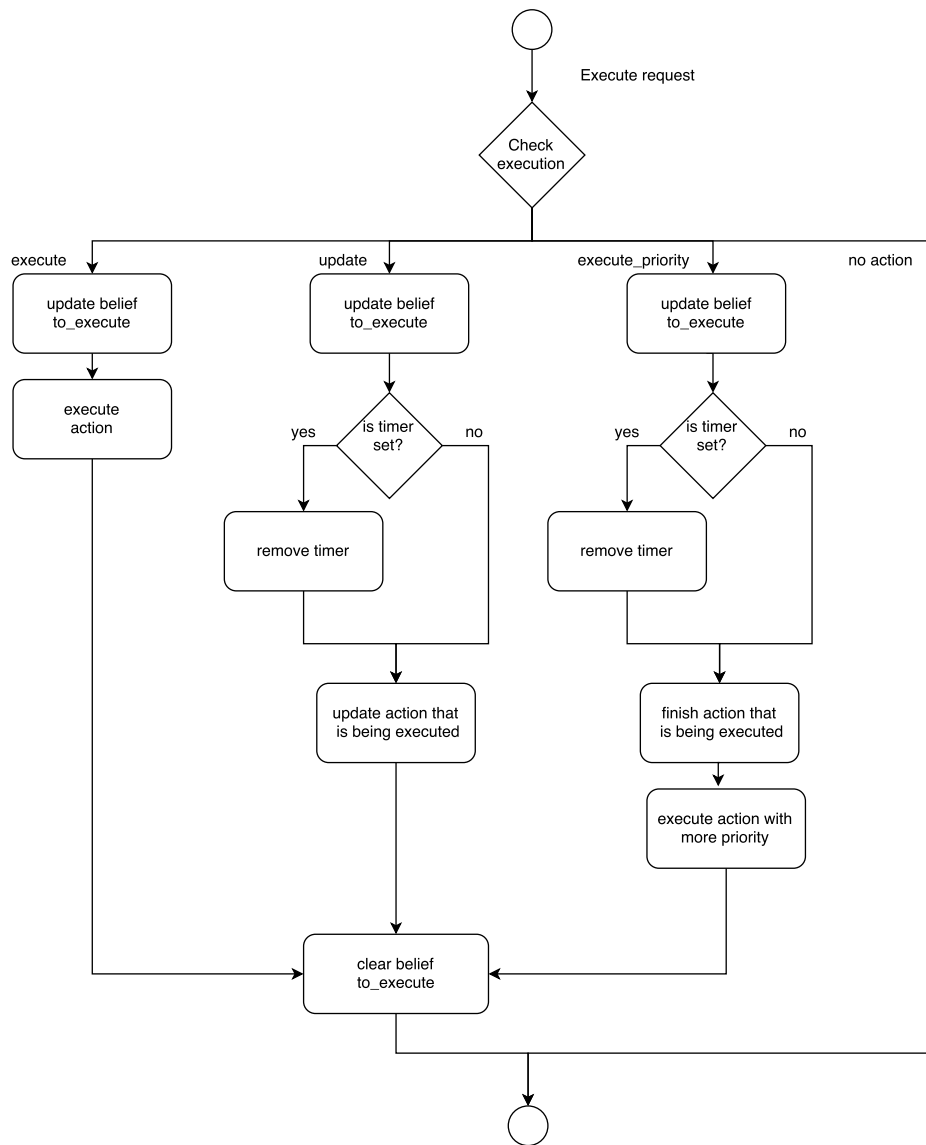 Execute request
Check
execution
execute
update
execute_priority
no action
update belief
to_execute
update belief
to_execute
update belief
to_execute
execute
action
is timer
set?
yes
no
is timer
set?
yes
no
remove timer
remove timer
update action that
is being executed
finish action that
is being executed
execute action with
more priority
clear belief
to_execute